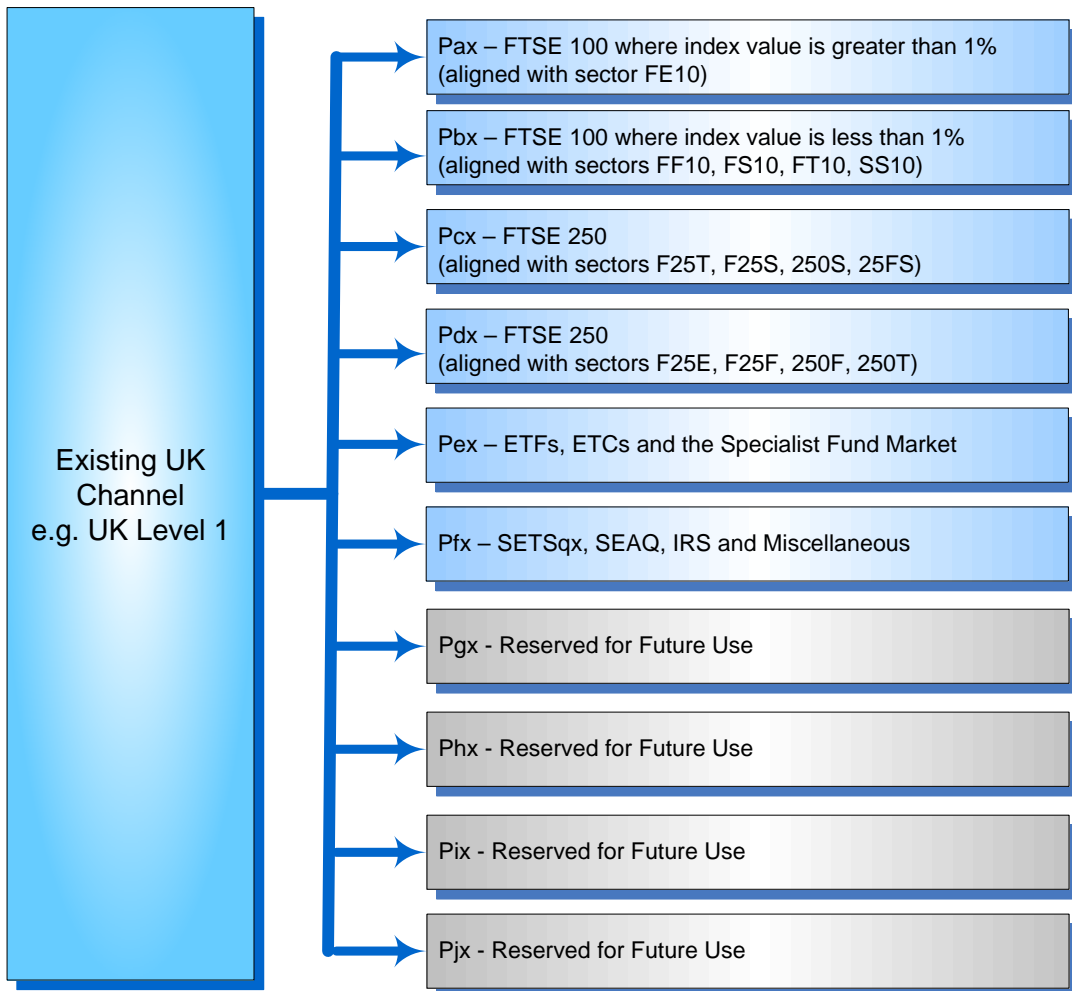 Existing UK
Channel
e.g. UK Level 1
Pax – FTSE 100 where index value is greater than 1%
(aligned with sector FE10)
Pbx – FTSE 100 where index value is less than 1%
(aligned with sectors FF10, FS10, FT10, SS10)
Pcx – FTSE 250
(aligned with sectors F25T, F25S, 250S, 25FS)
Pdx – FTSE 250
(aligned with sectors F25E, F25F, 250F, 250T)
Pex – ETFs, ETCs and the Specialist Fund Market
Pfx – SETSqx, SEAQ, IRS and Miscellaneous
Pgx - Reserved for Future Use
Phx - Reserved for Future Use
Pix - Reserved for Future Use
Pjx - Reserved for Future Use